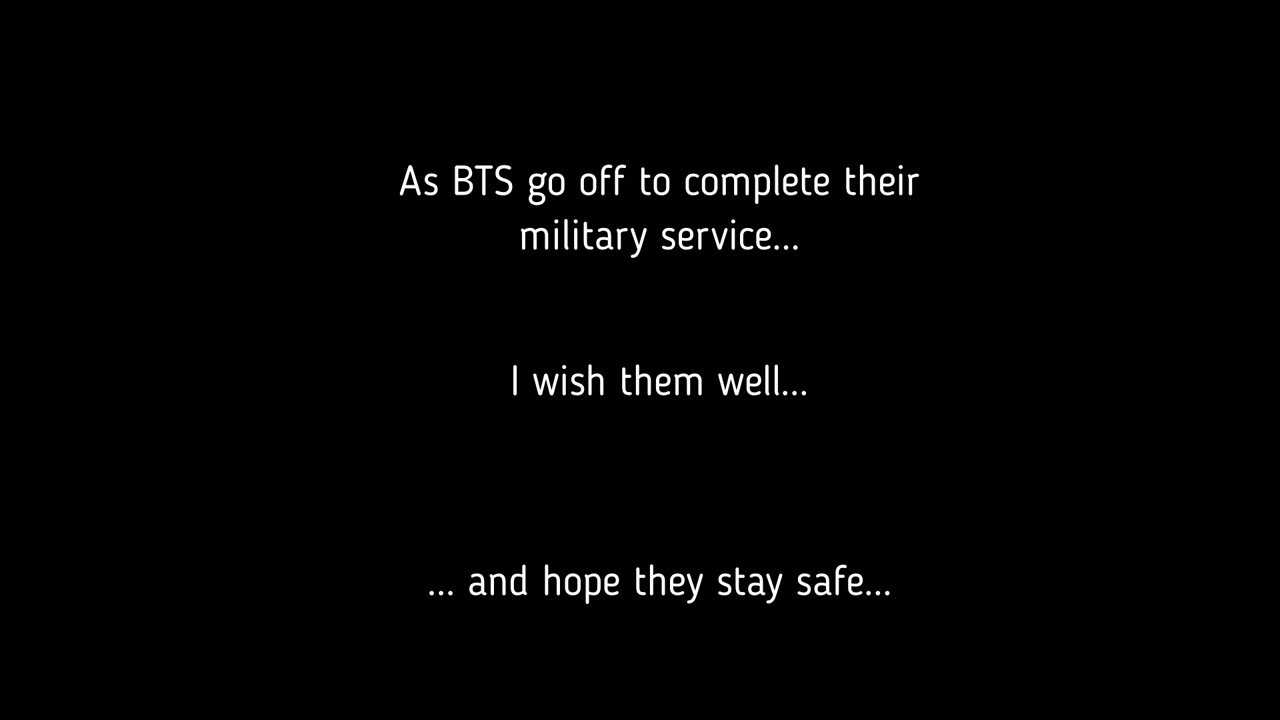 As BTS go off to complete their
military service...
I wish them well...
... and hope they stay safe...